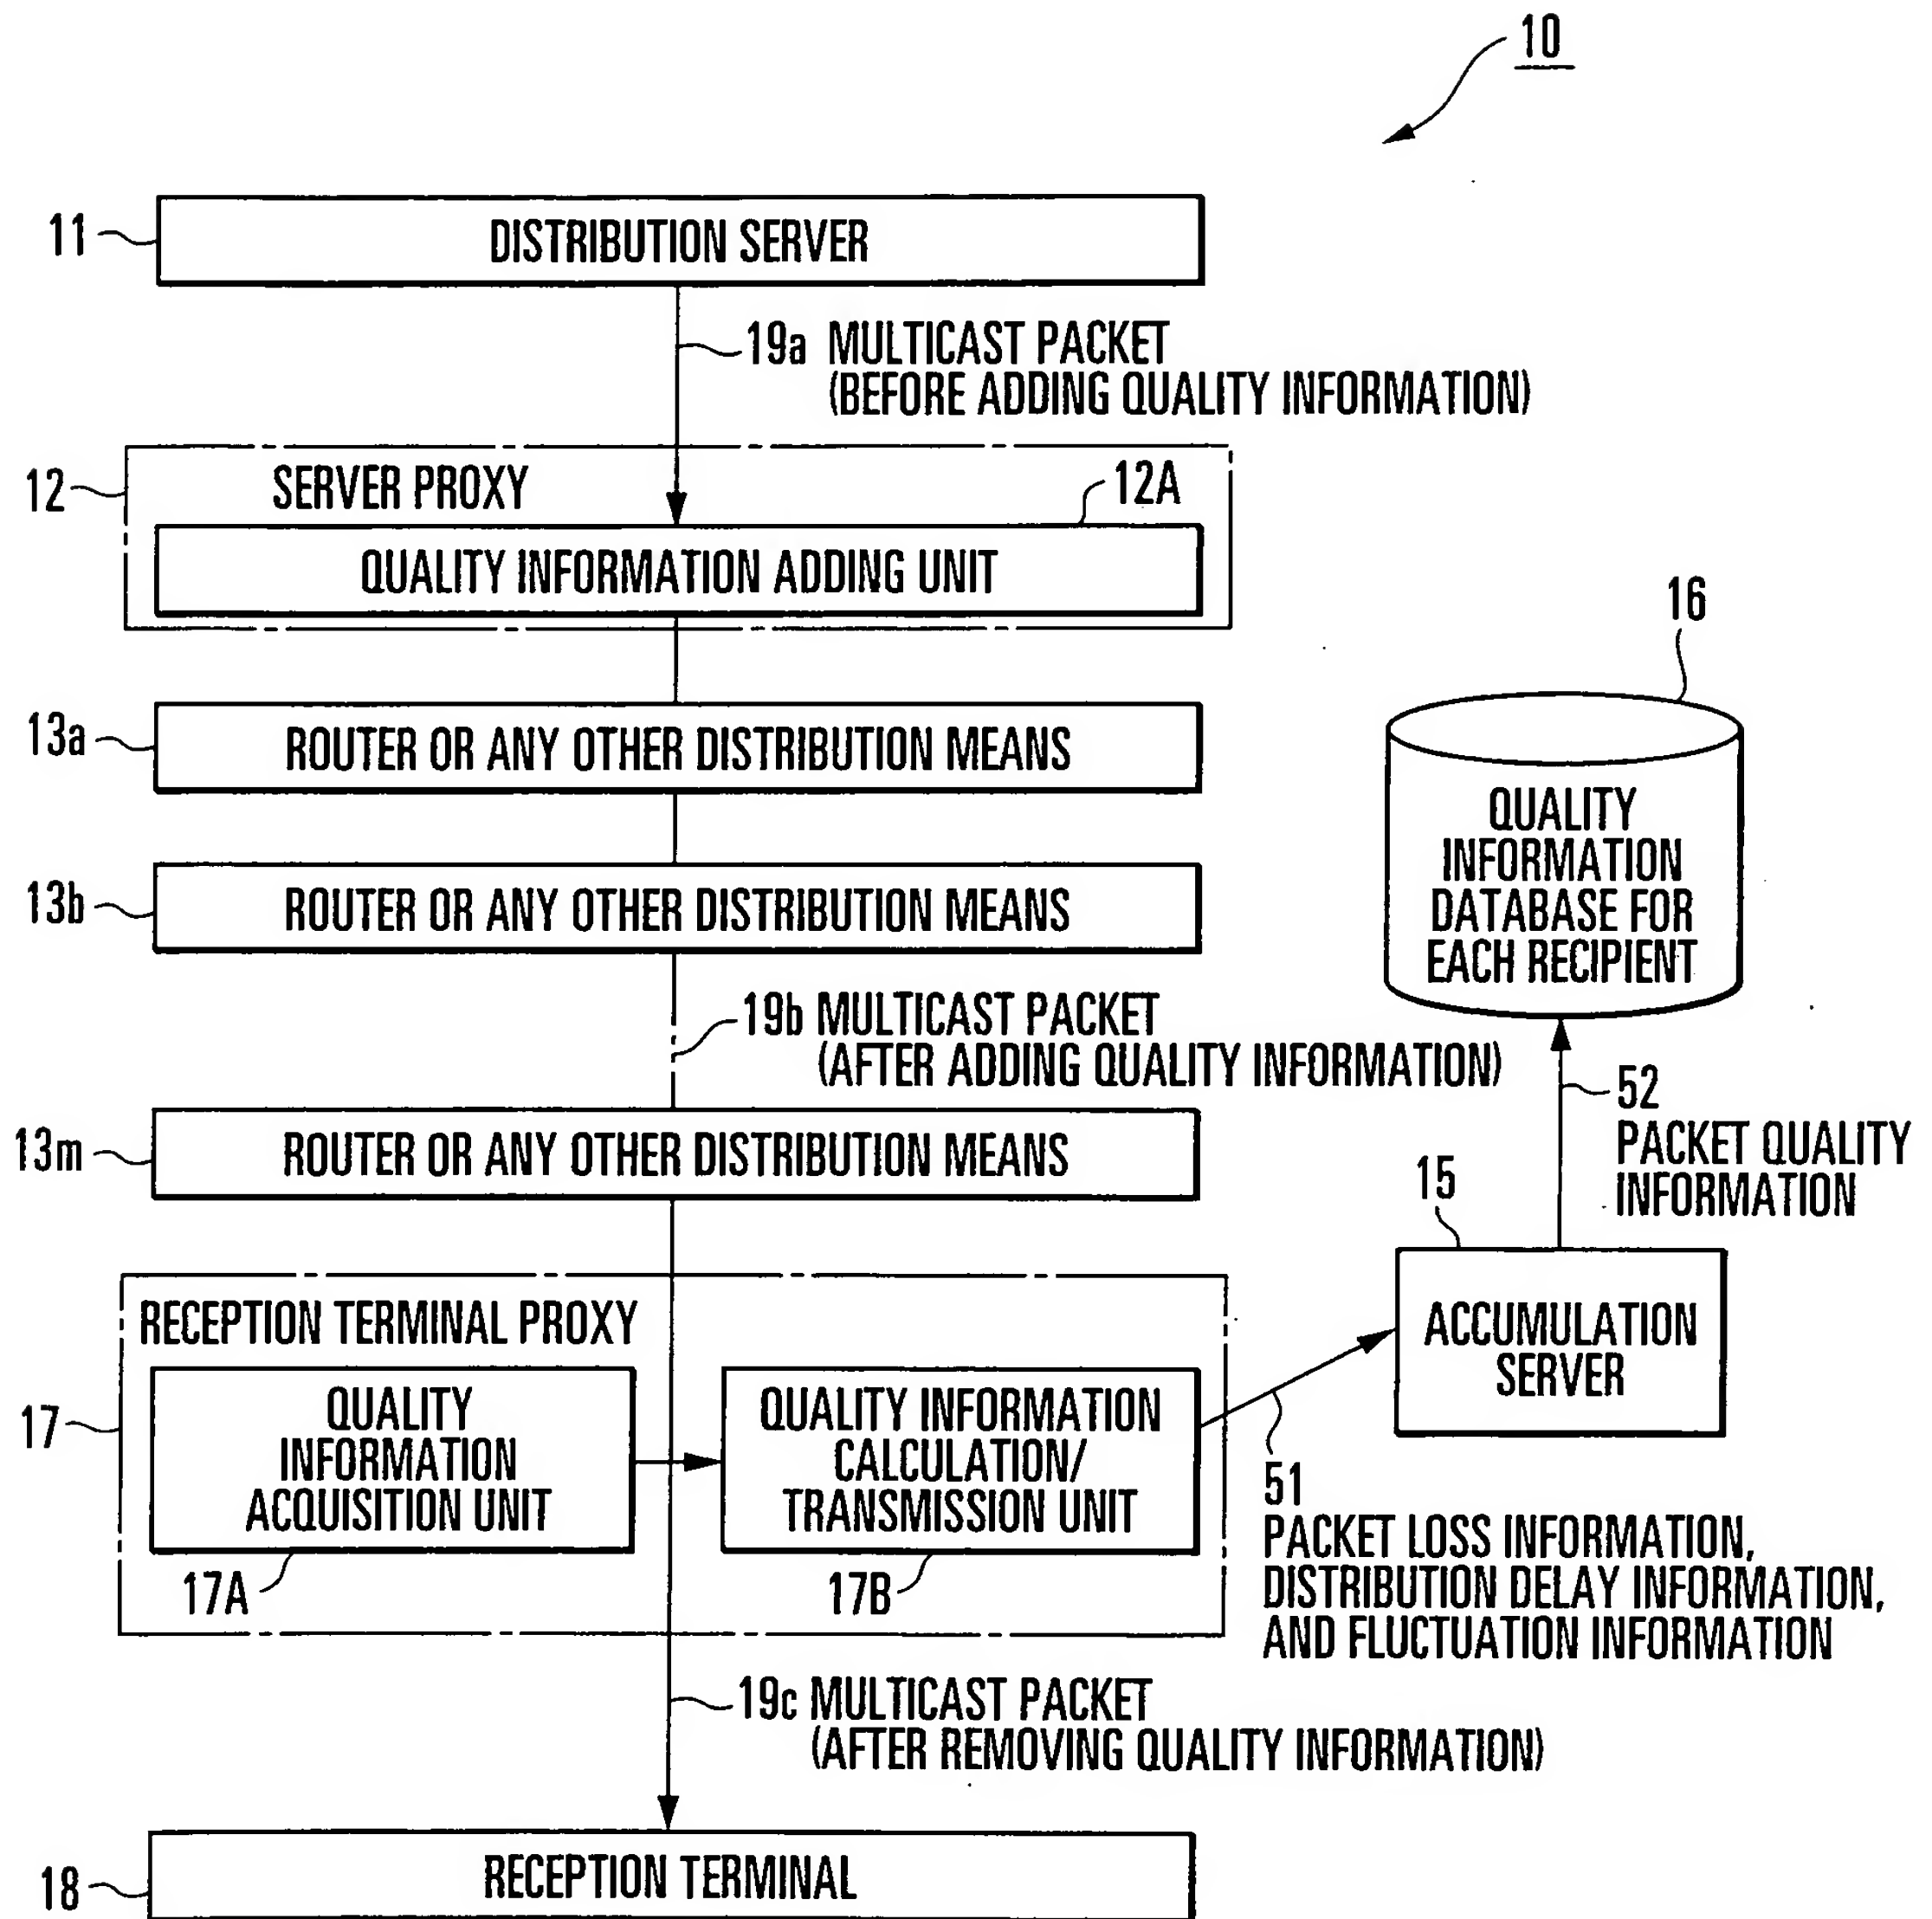 10
11
DISTRIBUTION SERVER
19a MULTICAST PACKET
(BEFORE ADDING QUALITY INFORMATION)
12
SERVER PROXY
12A
QUALITY INFORMATION ADDING UNIT
16
13a
ROUTER OR ANY OTHER DISTRIBUTION MEANS
QUALITY
INFORMATION
DATABASE FOR
EACH RECIPIENT
13b
ROUTER OR ANY OTHER DISTRIBUTION MEANS
19b MULTICAST PACKET
(AFTER ADDING QUALITY INFORMATION)
52
PACKET QUALITY
INFORMATION
13m
ROUTER OR ANY OTHER DISTRIBUTION MEANS
15
ACCUMULATION
SERVER
17
RECEPTION TERMINAL PROXY
QUALITY
INFORMATION
ACQUISITION UNIT
17A
QUALITY INFORMATION
CALCULATION/
TRANSMISSION UNIT
17B
51
PACKET LOSS INFORMATION,
DISTRIBUTION DELAY INFORMATION,
AND FLUCTUATION INFORMATION
19c MULTICAST PACKET
(AFTER REMOVING QUALITY INFORMATION)
18
RECEPTION TERMINAL